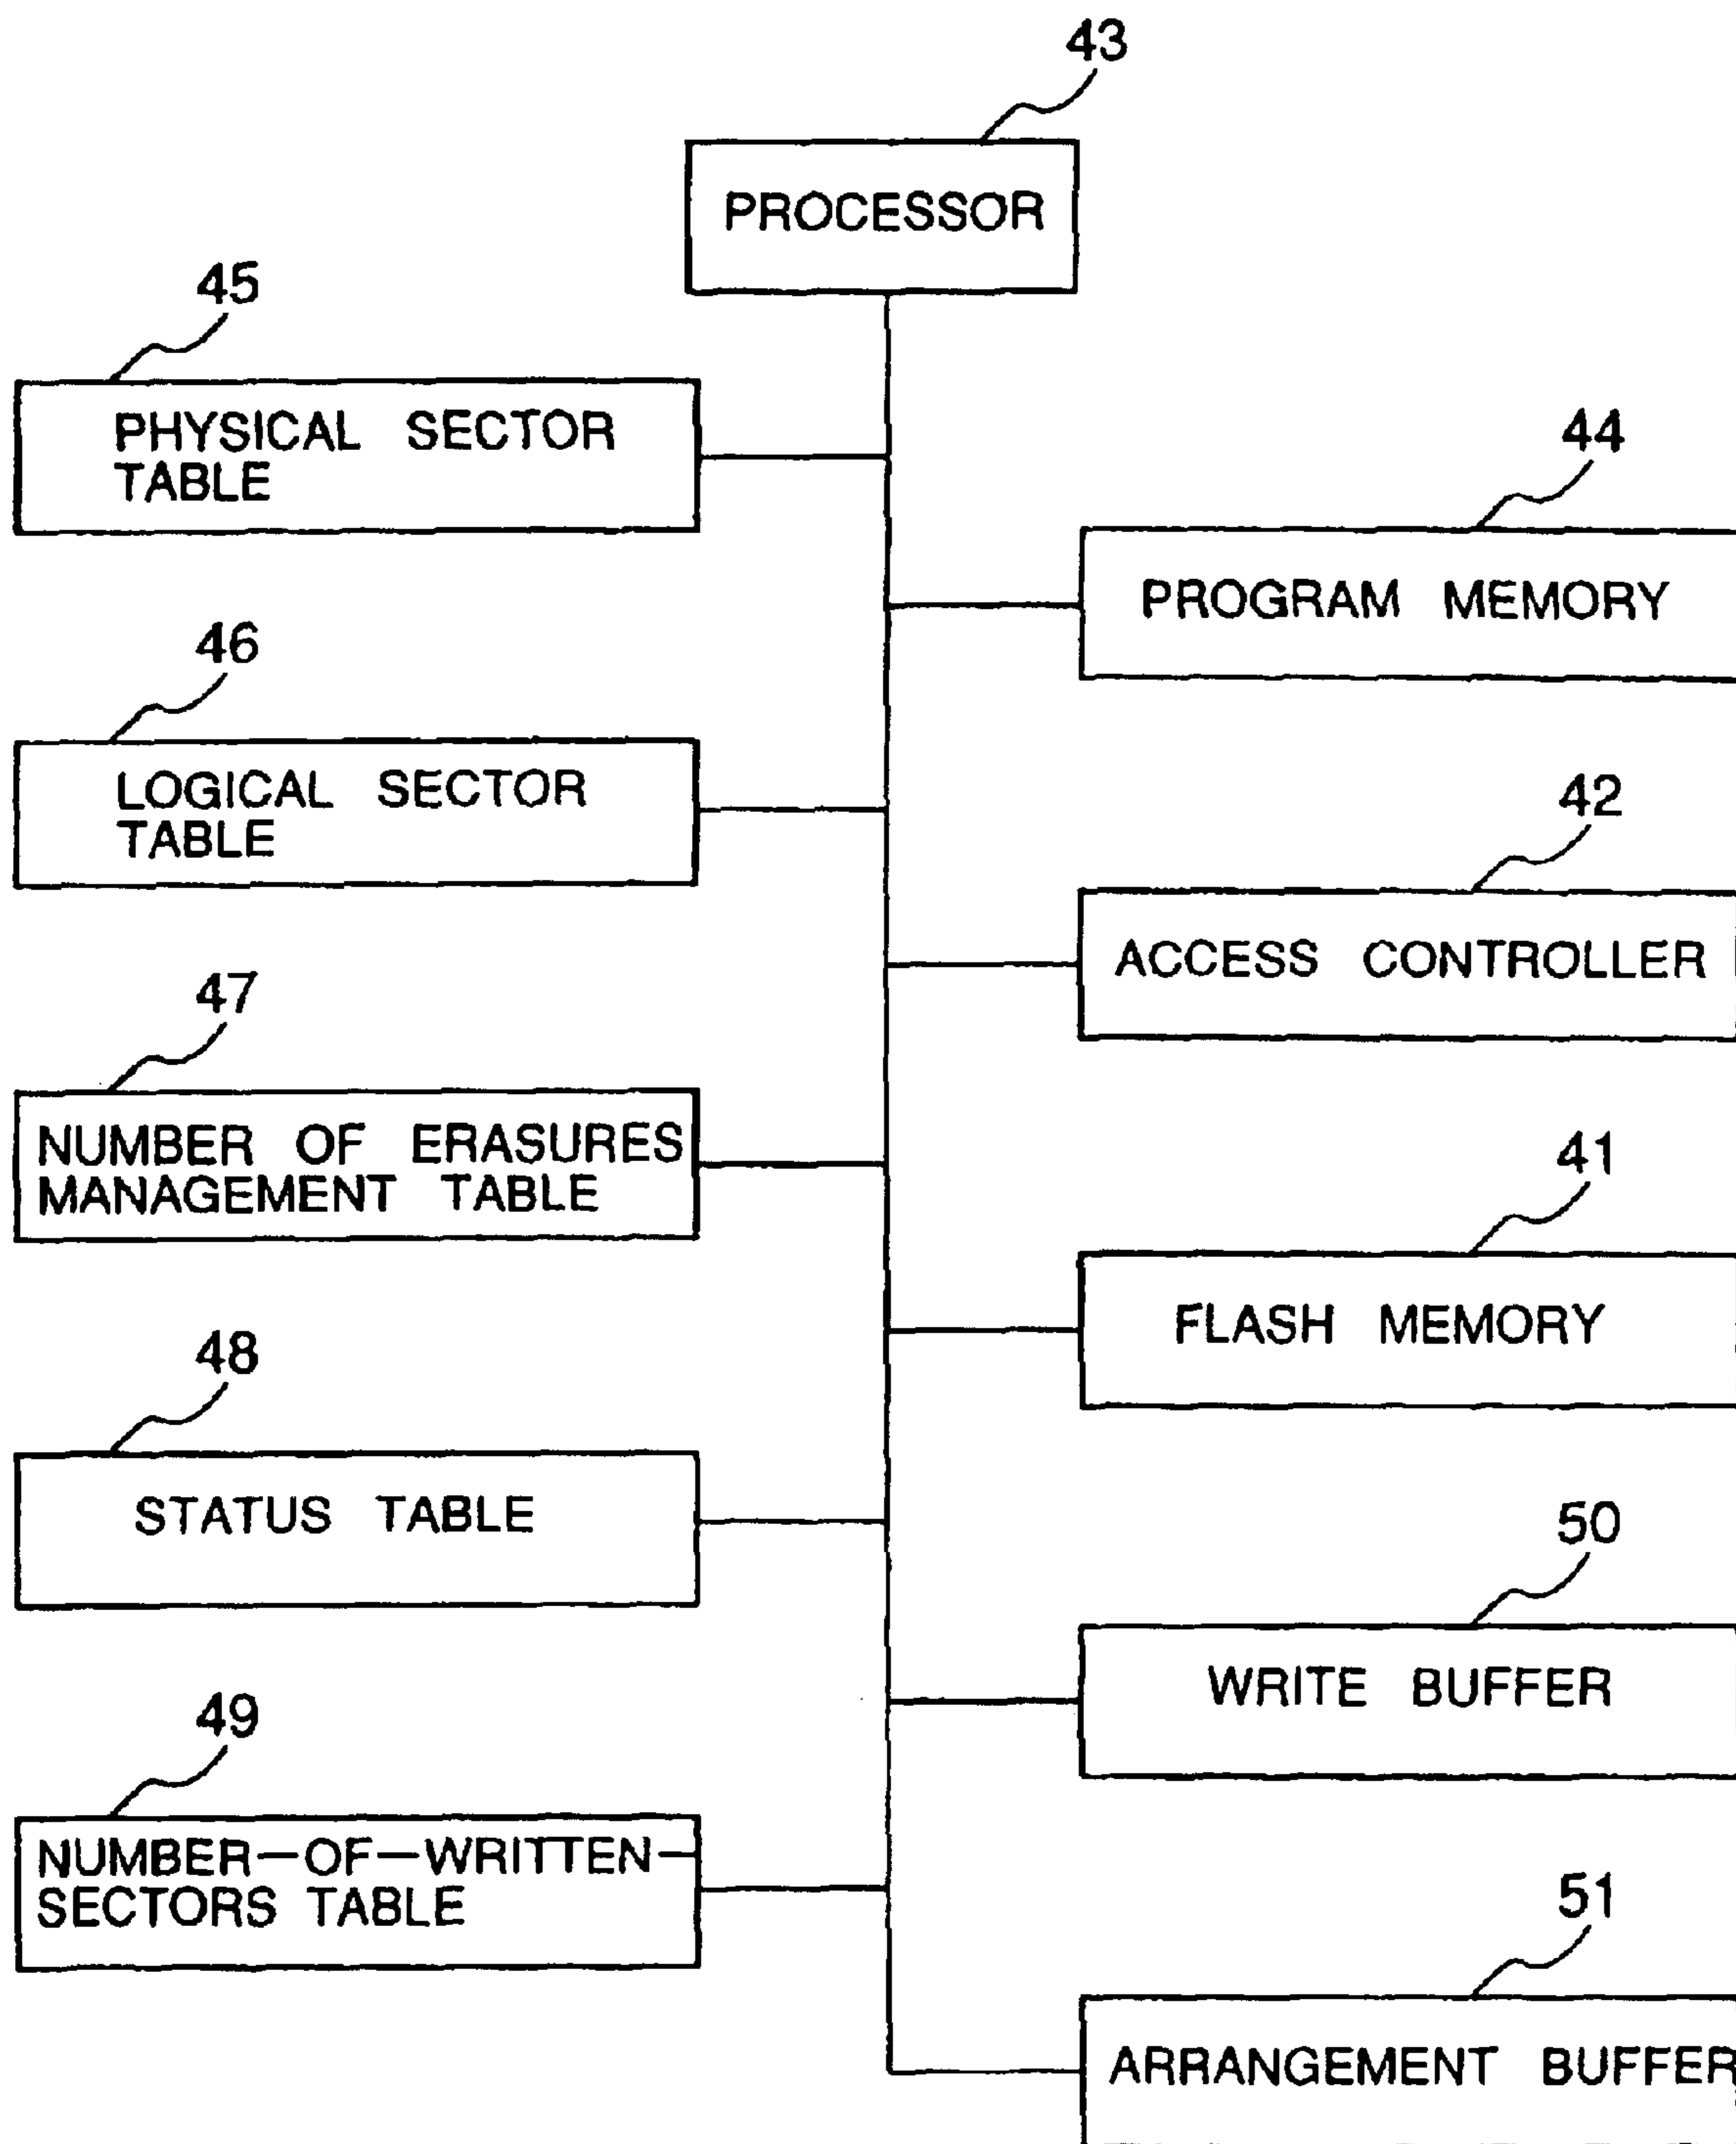 43
PROCESSOR
45
PHYSICAL SECTOR
TABLE
44
PROGRAM MEMORY
46
LOGICAL SECTOR
TABLE
42
ACCESS CONTROLLER
47
NUMBER OF ERASURES
MANAGEMENT TABLE
41
FLASH MEMORY
48
STATUS TABLE
50
WRITE BUFFER
49
NUMBER-OF-WRITTEN-
SECTORS TABLE
51
ARRANGEMENT BUFFER